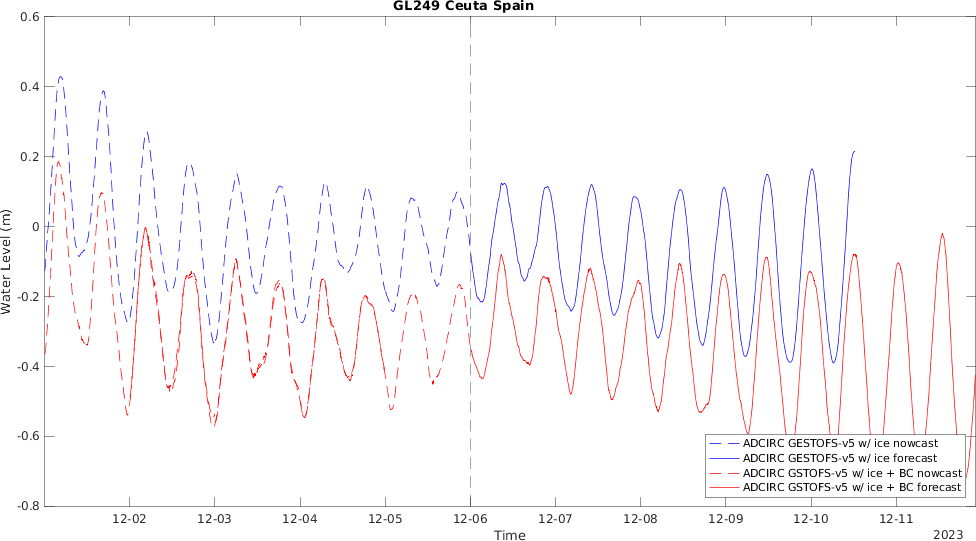 GL249 Ceuta Spain
0.6
0.4
0.2
0
-0.2
-0.4
-0.6
-0.8
Water Level (m)
ADCIRC GESTOFS-v5 w/ ice nowcast
ADCIRC GESTOFS-v5 w/ ice forecast
ADCIRC GSTOFS-v5 w/ ice + BC nowcast
ADCIRC GSTOFS-v5 w/ ice + BC forecast
12-02 12-03 12-04 12-05 12-06 12-07 12-08 12-09 12-10 12-11
Time
2023